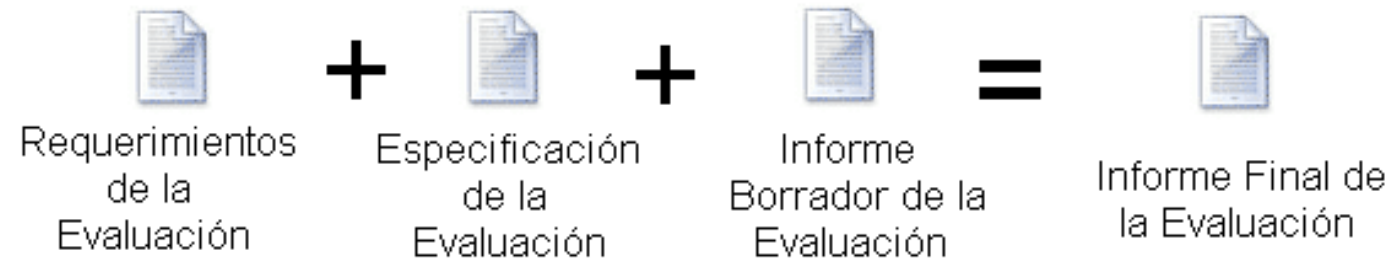 Requerimientos
de la
Evaluación
+
Especificación
de la
Evaluación
+
Informe
Borrador de la
Evaluación
=
Informe Final de
la Evaluación